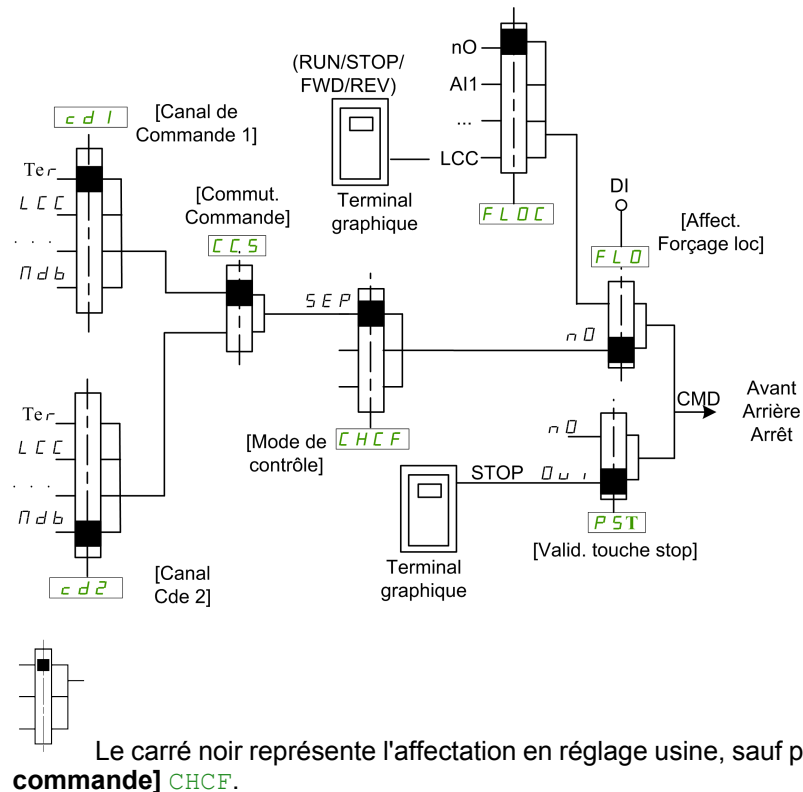 nO
(RUN/STOP/
FWD/REV)
AI1
...
LCC
Terminal
graphique
FLOC
cd1
[Canal de
Commande 1]
Ter
LCC
. . .
Mdb
[Commut.
Commande]
CCS
DI
[Affect.
Forçage loc]
FLO
SEP
nO
Ter
LCC
. . .
Mdb
cd2
[Canal
Cde 2]
[Mode de
contrôle]
CHCF
nO
STOP
Oui
PST
[Valid. touche stop]
Terminal
graphique
CMD
Avant
Arrière
Arrêt
Le carré noir représente l'affectation en réglage usine, sauf p
commande] CHCF.